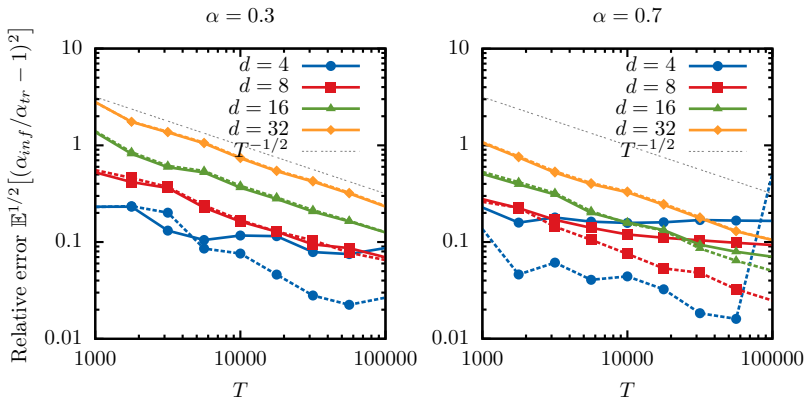 α = 0.3
Relative error 𝔼^{1/2}[(α_{inf}/α_{tr} − 1)^2]
10
1
0.1
0.01
1000
10000
100000
T
d = 4
d = 8
d = 16
d = 32
T^{−1/2}
α = 0.7
10
1
0.1
0.01
1000
10000
100000
T
d = 4
d = 8
d = 16
d = 32
T^{−1/2}